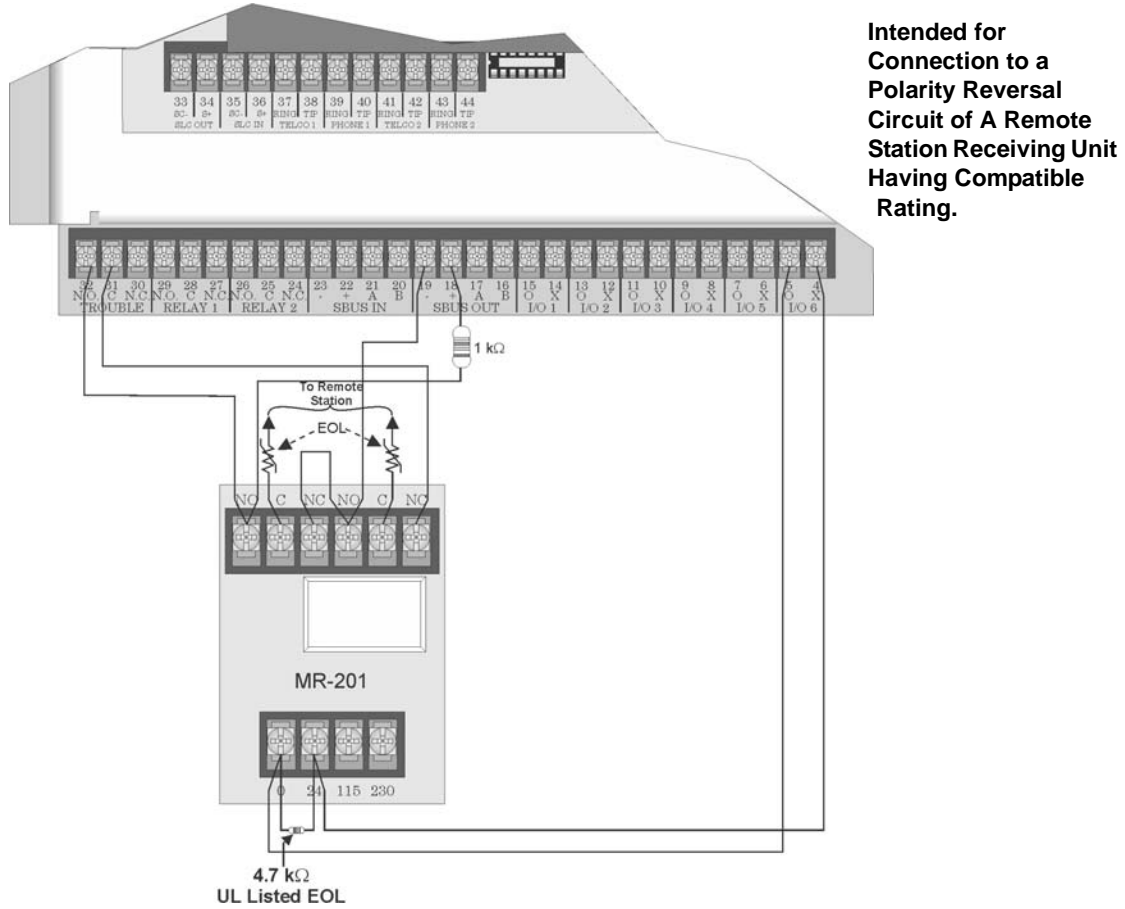 Intended for
Connection to a
Polarity Reversal
Circuit of A Remote
Station Receiving Unit
Having Compatible
Rating.
33 34 35 36 37 38 39 40 41 42 43 44
SC- S+ SC- S+ RING TIP RING TIP RING TIP RING TIP
SLC OUT SLC IN TELCO 1 PHONE 1 TELCO 2 PHONE 2
32 31 30 29 28 27 26 25 24 23 22 21 20 19 18 17 16 15 14 13 12 11 10 9 8 7 6 5 4
N.O. C N.C. N.O. C N.C. N.O. C N.C. - + A B - + A B O X O X O X O X O X O X
TROUBLE RELAY 1 RELAY 2 SBUS IN SBUS OUT I/O 1 I/O 2 I/O 3 I/O 4 I/O 5 I/O 6
1 kΩ
To Remote
Station
EOL
NO C NC NO C NC
MR-201
0 24 115 230
4.7 kΩ
UL Listed EOL